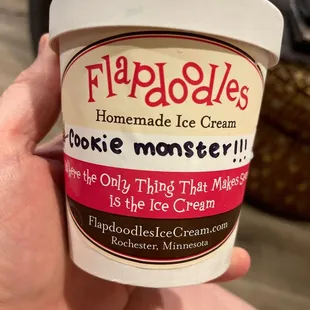 Flapdoodles
Homemade Ice Cream
Cookie monster!!!
the Only Thing That Makes
is the Ice Cream
FlapdoodlesIceCream.com
Rochester, Minnesota